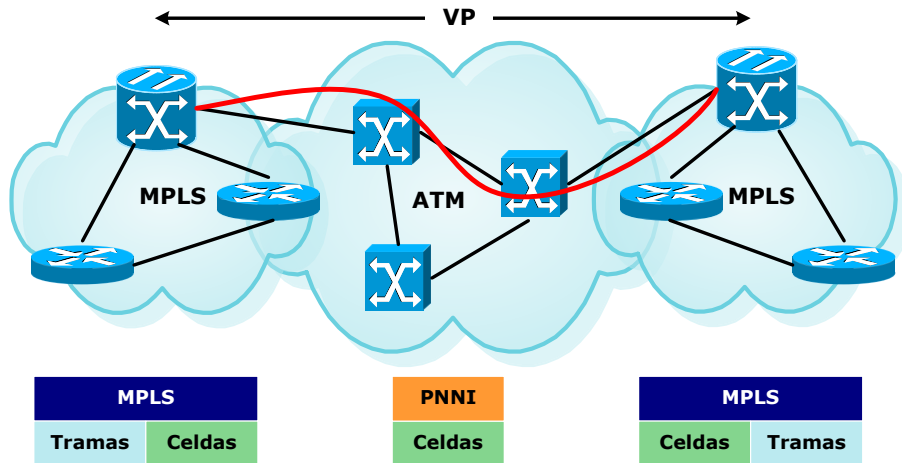 VP
MPLS
ATM
MPLS
MPLS
PNNI
MPLS
Tramas
Celdas
Celdas
Celdas
Tramas